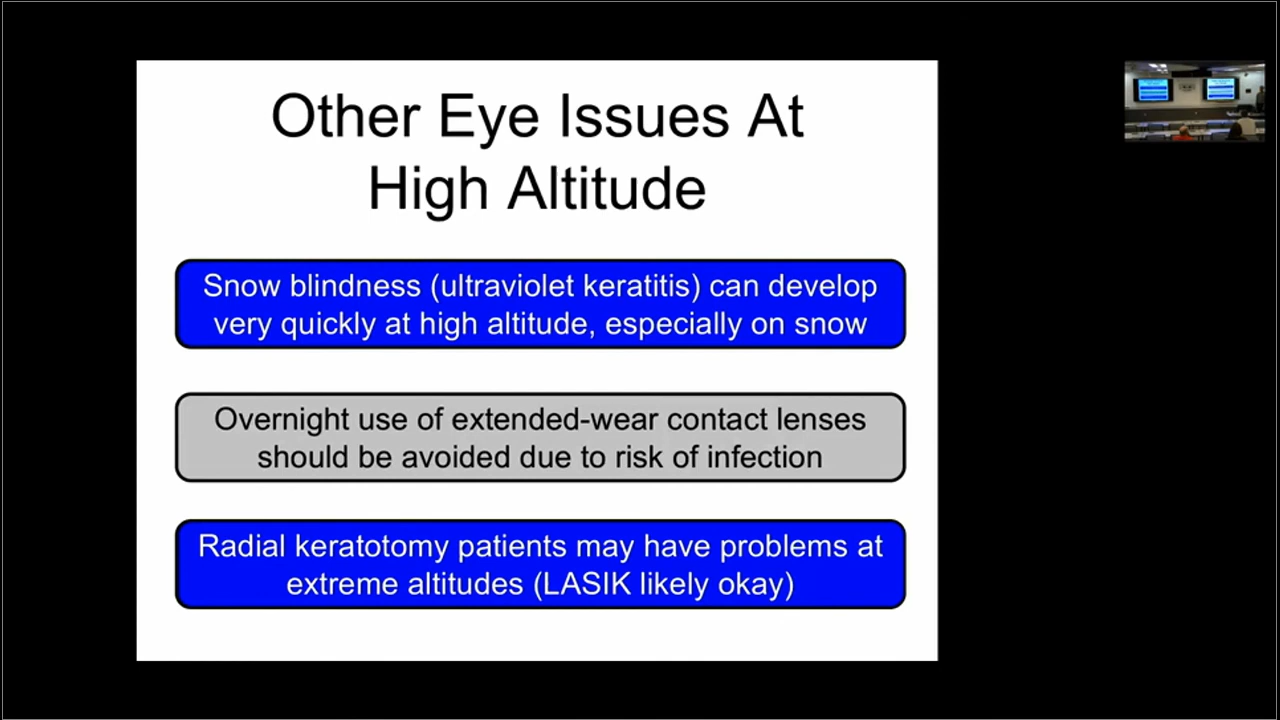 Other Eye Issues At
High Altitude
Snow blindness (ultraviolet keratitis) can develop
very quickly at high altitude, especially on snow
Overnight use of extended-wear contact lenses
should be avoided due to risk of infection
Radial keratotomy patients may have problems at
extreme altitudes (LASIK likely okay)